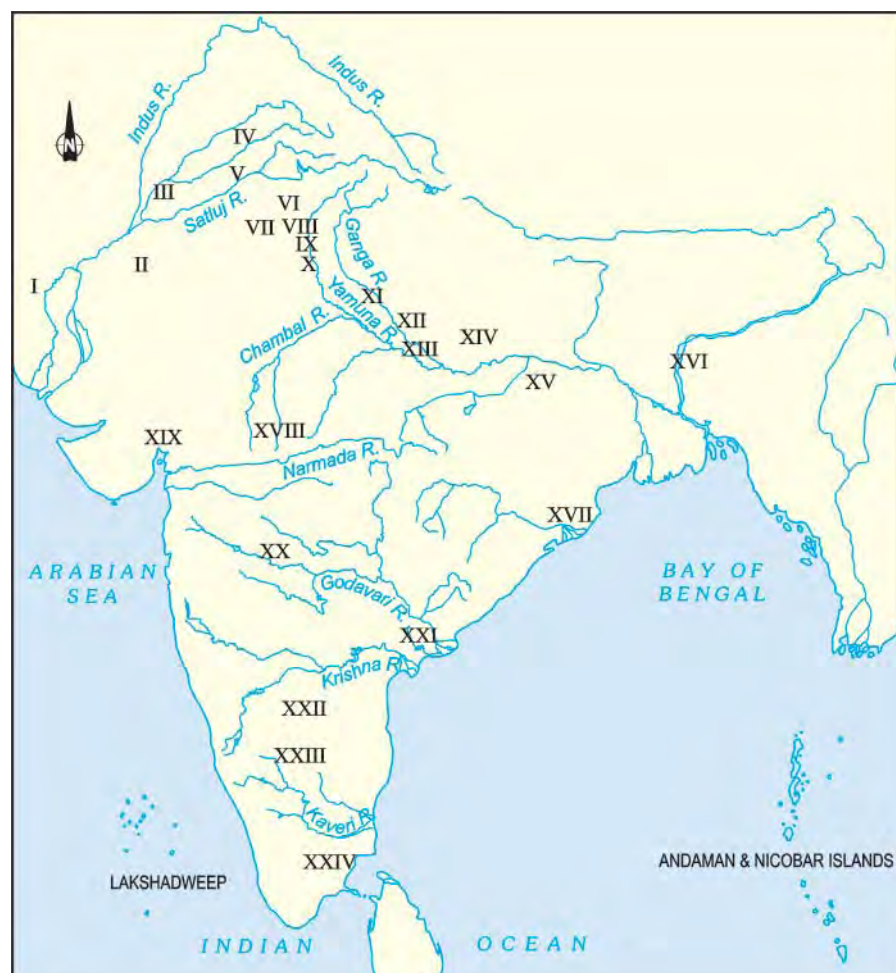 Indus R.
Indus R.
N
IV
V
III
Satluj R.
VI
VII
VIII
IX
X
II
I
Ganga R.
XI
Yamuna R.
XII
XIII
XIV
Chambal R.
XV
XVI
XVIII
XIX
Narmada R.
XVII
XX
ARABIAN
SEA
Godavari R.
BAY OF
BENGAL
XXI
Krishna R.
XXII
XXIII
Kaveri R.
XXIV
LAKSHADWEEP
ANDAMAN & NICOBAR ISLANDS
INDIAN
OCEAN